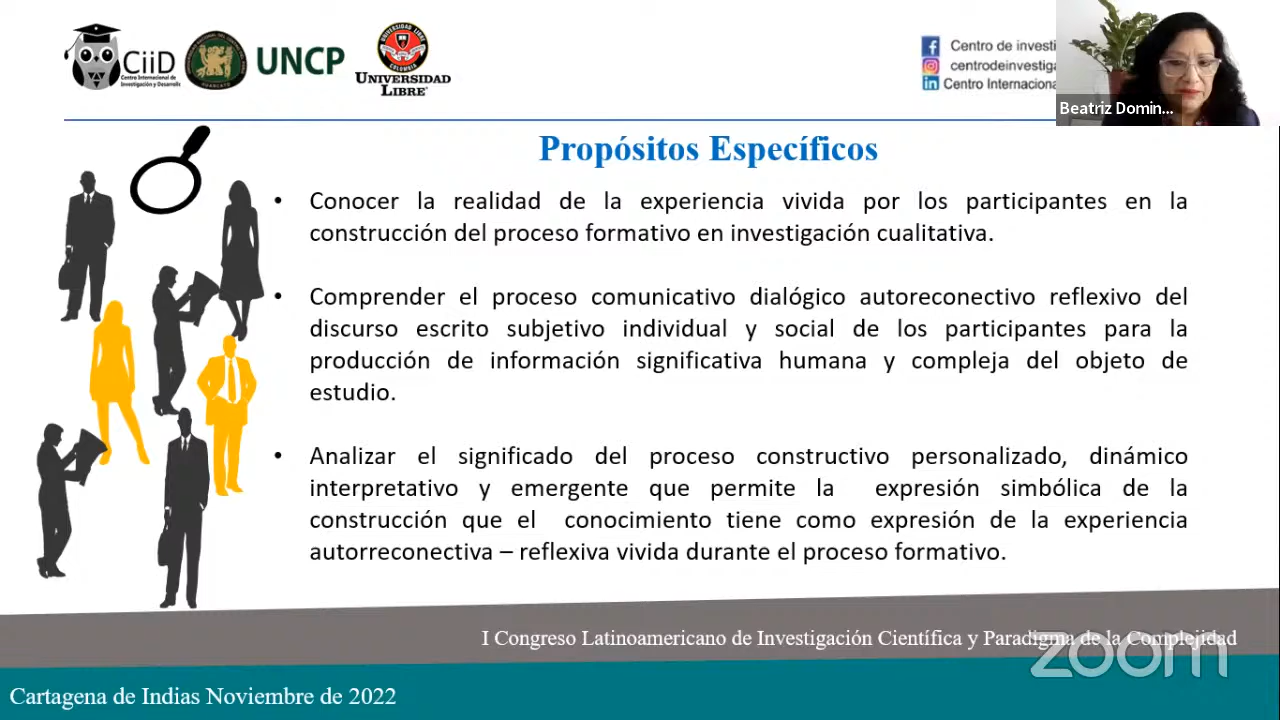 CiiD
Centro Internacional de
Investigación y Desarrollo
UNCP
UNIVERSIDAD LIBRE
COLOMBIA
UNIVERSIDAD
LIBRE
Centro de investi
centrodeinvestiga
Centro Internaciona
Beatriz Domin...
Propósitos Específicos
• Conocer la realidad de la experiencia vivida por los participantes en la
construcción del proceso formativo en investigación cualitativa.
• Comprender el proceso comunicativo dialógico autoreconectivo reflexivo del
discurso escrito subjetivo individual y social de los participantes para la
producción de información significativa humana y compleja del objeto de
estudio.
• Analizar el significado del proceso constructivo personalizado, dinámico
interpretativo y emergente que permite la expresión simbólica de la
construcción que el conocimiento tiene como expresión de la experiencia
autorreconectiva – reflexiva vivida durante el proceso formativo.
I Congreso Latinoamericano de Investigación Científica y Paradigma de la Complejidad
zoom
Cartagena de Indias Noviembre de 2022